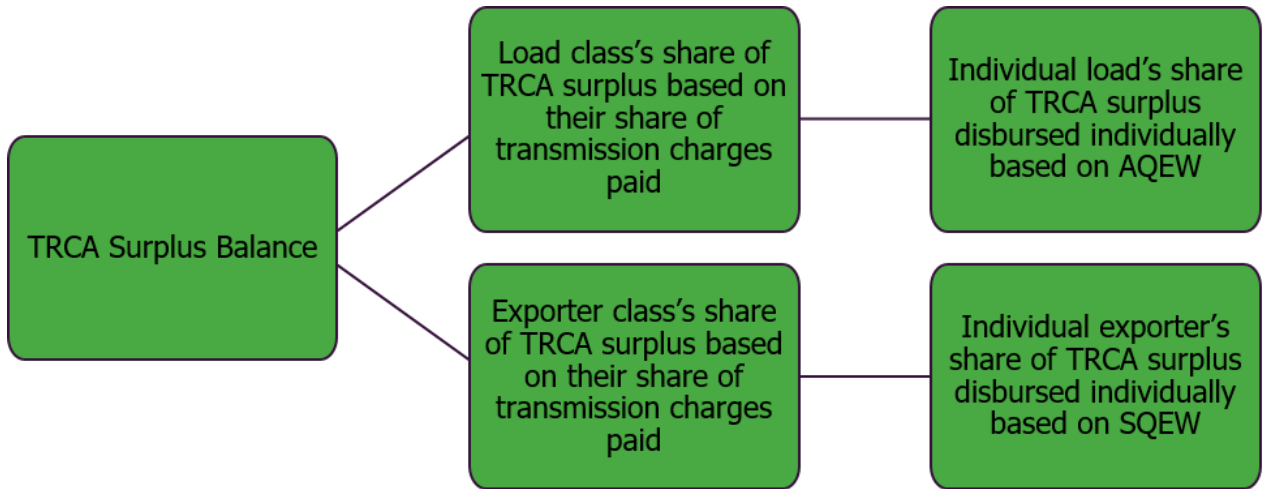 TRCA Surplus Balance
Load class’s share of
TRCA surplus based on
their share of
transmission charges
paid
Individual load’s share
of TRCA surplus
disbursed individually
based on AQEW
Exporter class’s share
of TRCA surplus based
on their share of
transmission charges
paid
Individual exporter’s
share of TRCA surplus
disbursed individually
based on SQEW